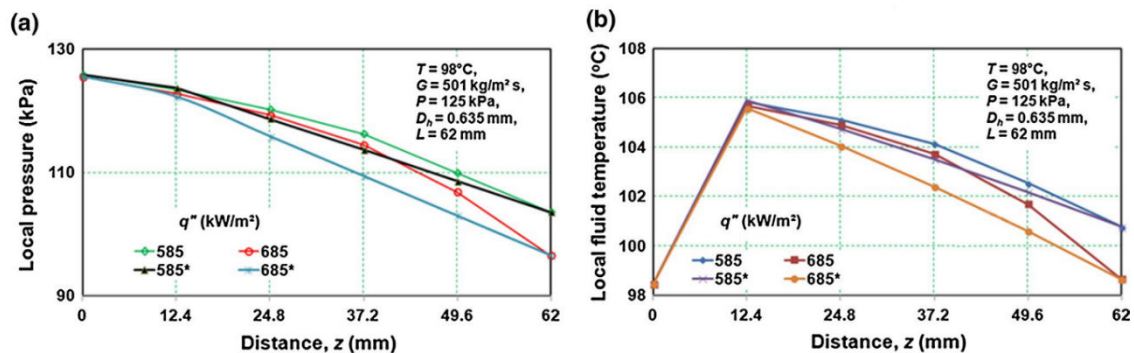 (a)
130
110
90
Local pressure (kPa)
T = 98°C,
G = 501 kg/m² s,
P = 125 kPa,
Dh = 0.635 mm,
L = 62 mm
q" (kW/m²)
585
685
585*
685*
0
12.4
24.8
37.2
49.6
62
Distance, z (mm)
(b)
108
106
104
102
100
98
Local fluid temperature (°C)
T = 98°C,
G = 501 kg/m² s,
P = 125 kPa,
Dh = 0.635 mm,
L = 62 mm
q" (kW/m²)
585
685
585*
685*
0
12.4
24.8
37.2
49.6
62
Distance, z (mm)